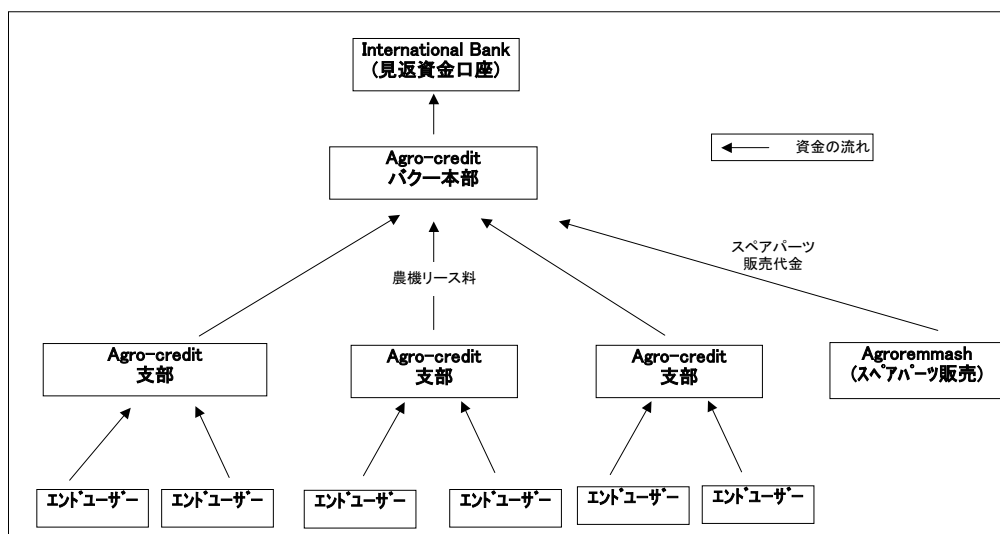 International Bank
(見返資金口座)
Agro-credit
バクー本部
資金の流れ
スペアパーツ
販売代金
農機リース料
Agro-credit
支部
Agro-credit
支部
Agro-credit
支部
Agroremmash
(ｽﾍﾟｱﾊﾟｰﾂ販売)
ｴﾝﾄﾞﾕｰｻﾞｰ
ｴﾝﾄﾞﾕｰｻﾞｰ
ｴﾝﾄﾞﾕｰｻﾞｰ
ｴﾝﾄﾞﾕｰｻﾞｰ
ｴﾝﾄﾞﾕｰｻﾞｰ
ｴﾝﾄﾞﾕｰｻﾞｰ